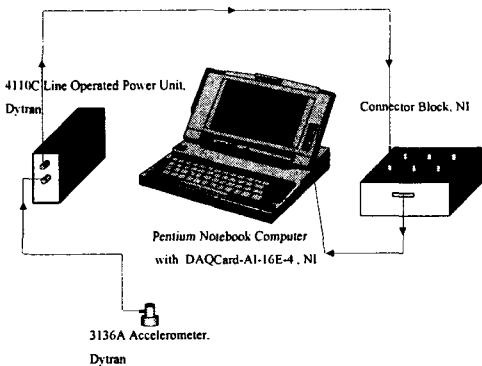 4110C Line Operated Power Unit,
Dytran
Connector Block, NI
Pentium Notebook Computer
with DAQCard-AI-16E-4 , NI
3136A Accelerometer,
Dytran